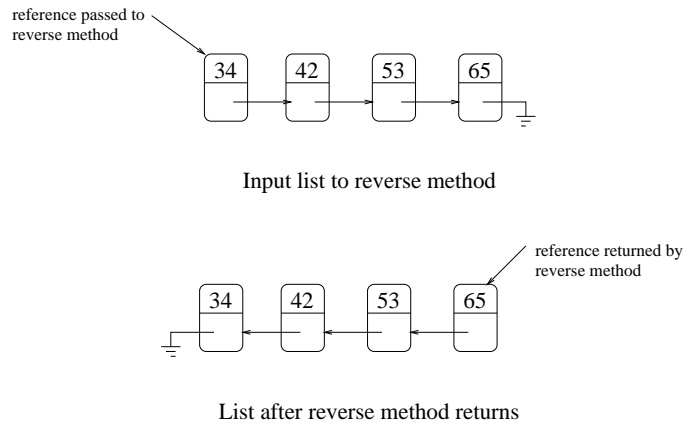 reference passed to
reverse method
34 42 53 65
Input list to reverse method
reference returned by
reverse method
34 42 53 65
List after reverse method returns